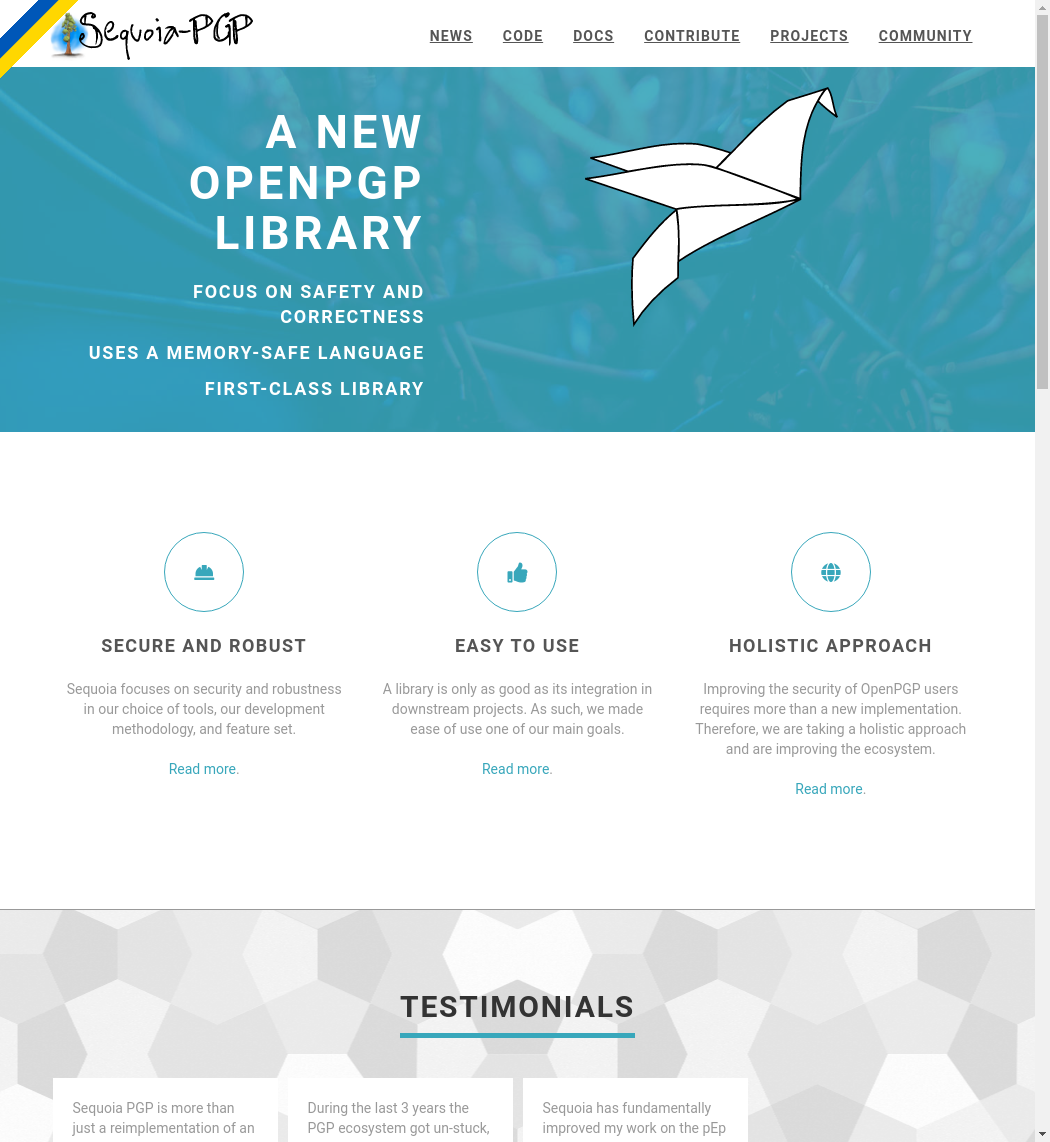 Sequoia-PGP
NEWS CODE DOCS CONTRIBUTE PROJECTS COMMUNITY
A NEW
OPENPGP
LIBRARY
FOCUS ON SAFETY AND
CORRECTNESS
USES A MEMORY-SAFE LANGUAGE
FIRST-CLASS LIBRARY
SECURE AND ROBUST
Sequoia focuses on security and robustness
in our choice of tools, our development
methodology, and feature set.
Read more.
EASY TO USE
A library is only as good as its integration in
downstream projects. As such, we made
ease of use one of our main goals.
Read more.
HOLISTIC APPROACH
Improving the security of OpenPGP users
requires more than a new implementation.
Therefore, we are taking a holistic approach
and are improving the ecosystem.
Read more.
TESTIMONIALS
Sequoia PGP is more than
just a reimplementation of an
During the last 3 years the
PGP ecosystem got un-stuck,
Sequoia has fundamentally
improved my work on the pEp